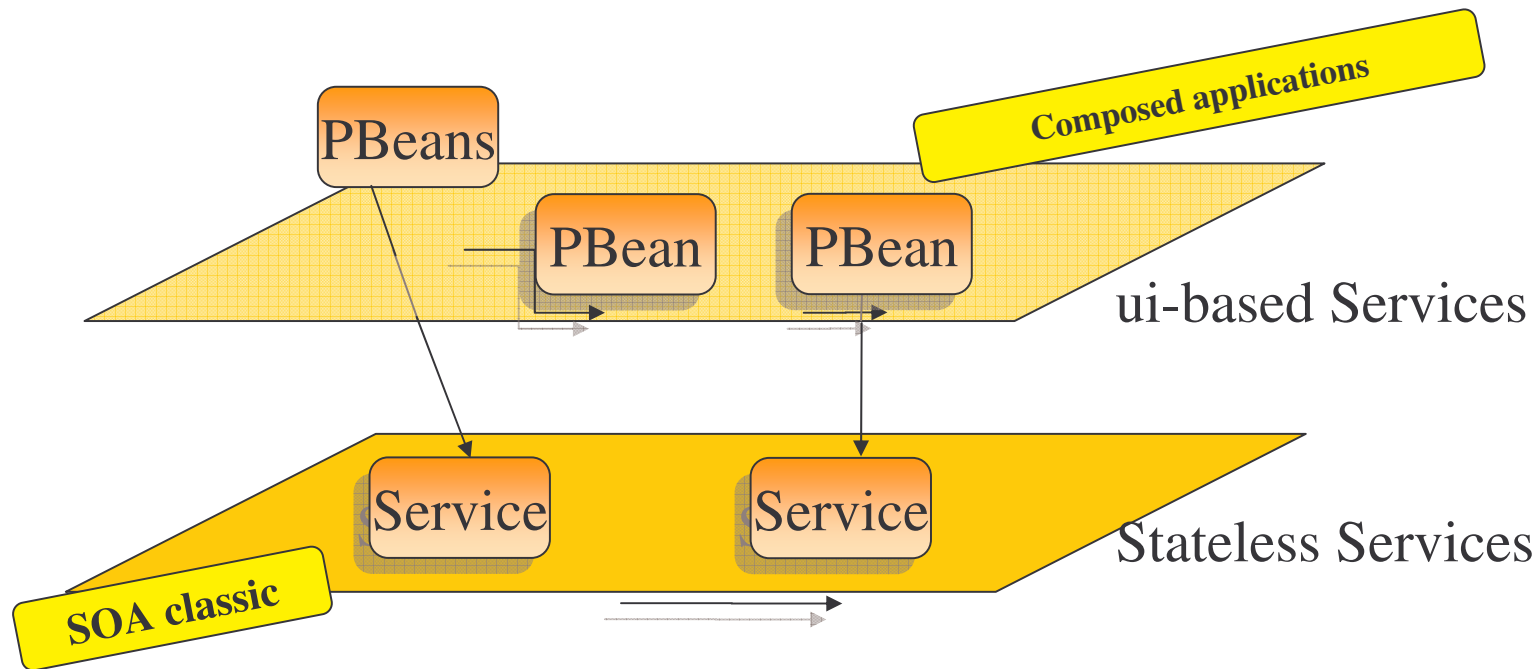 Composed applications
PBeans
PBean
PBean
ui-based Services
Service
Service
Stateless Services
SOA classic